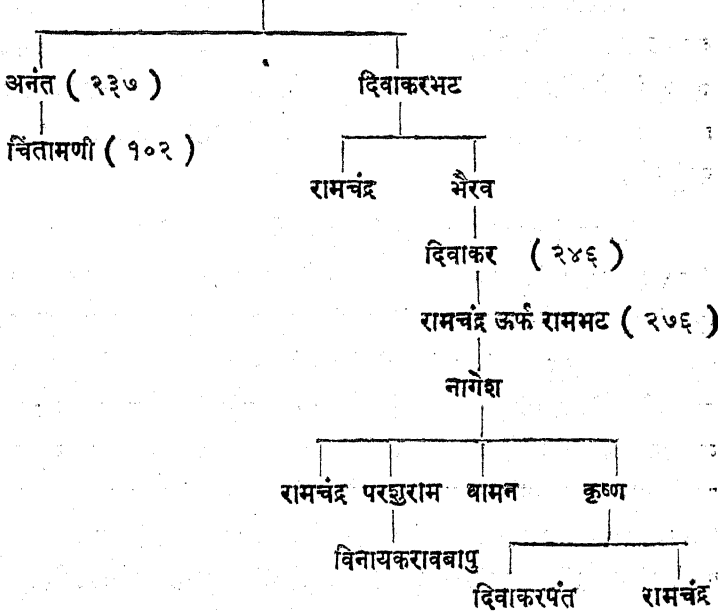 अनंत ( २३७ ) दिवाकरभट
चिंतामणी ( १०२ )
रामचंद्र भैरव
दिवाकर ( २४६ )
रामचंद्र ऊर्फ रामभट ( २७६ )
नागेश
रामचंद्र परशुराम वामन कृष्ण
विनायकरावबापु
दिवाकरपंत रामचंद्र